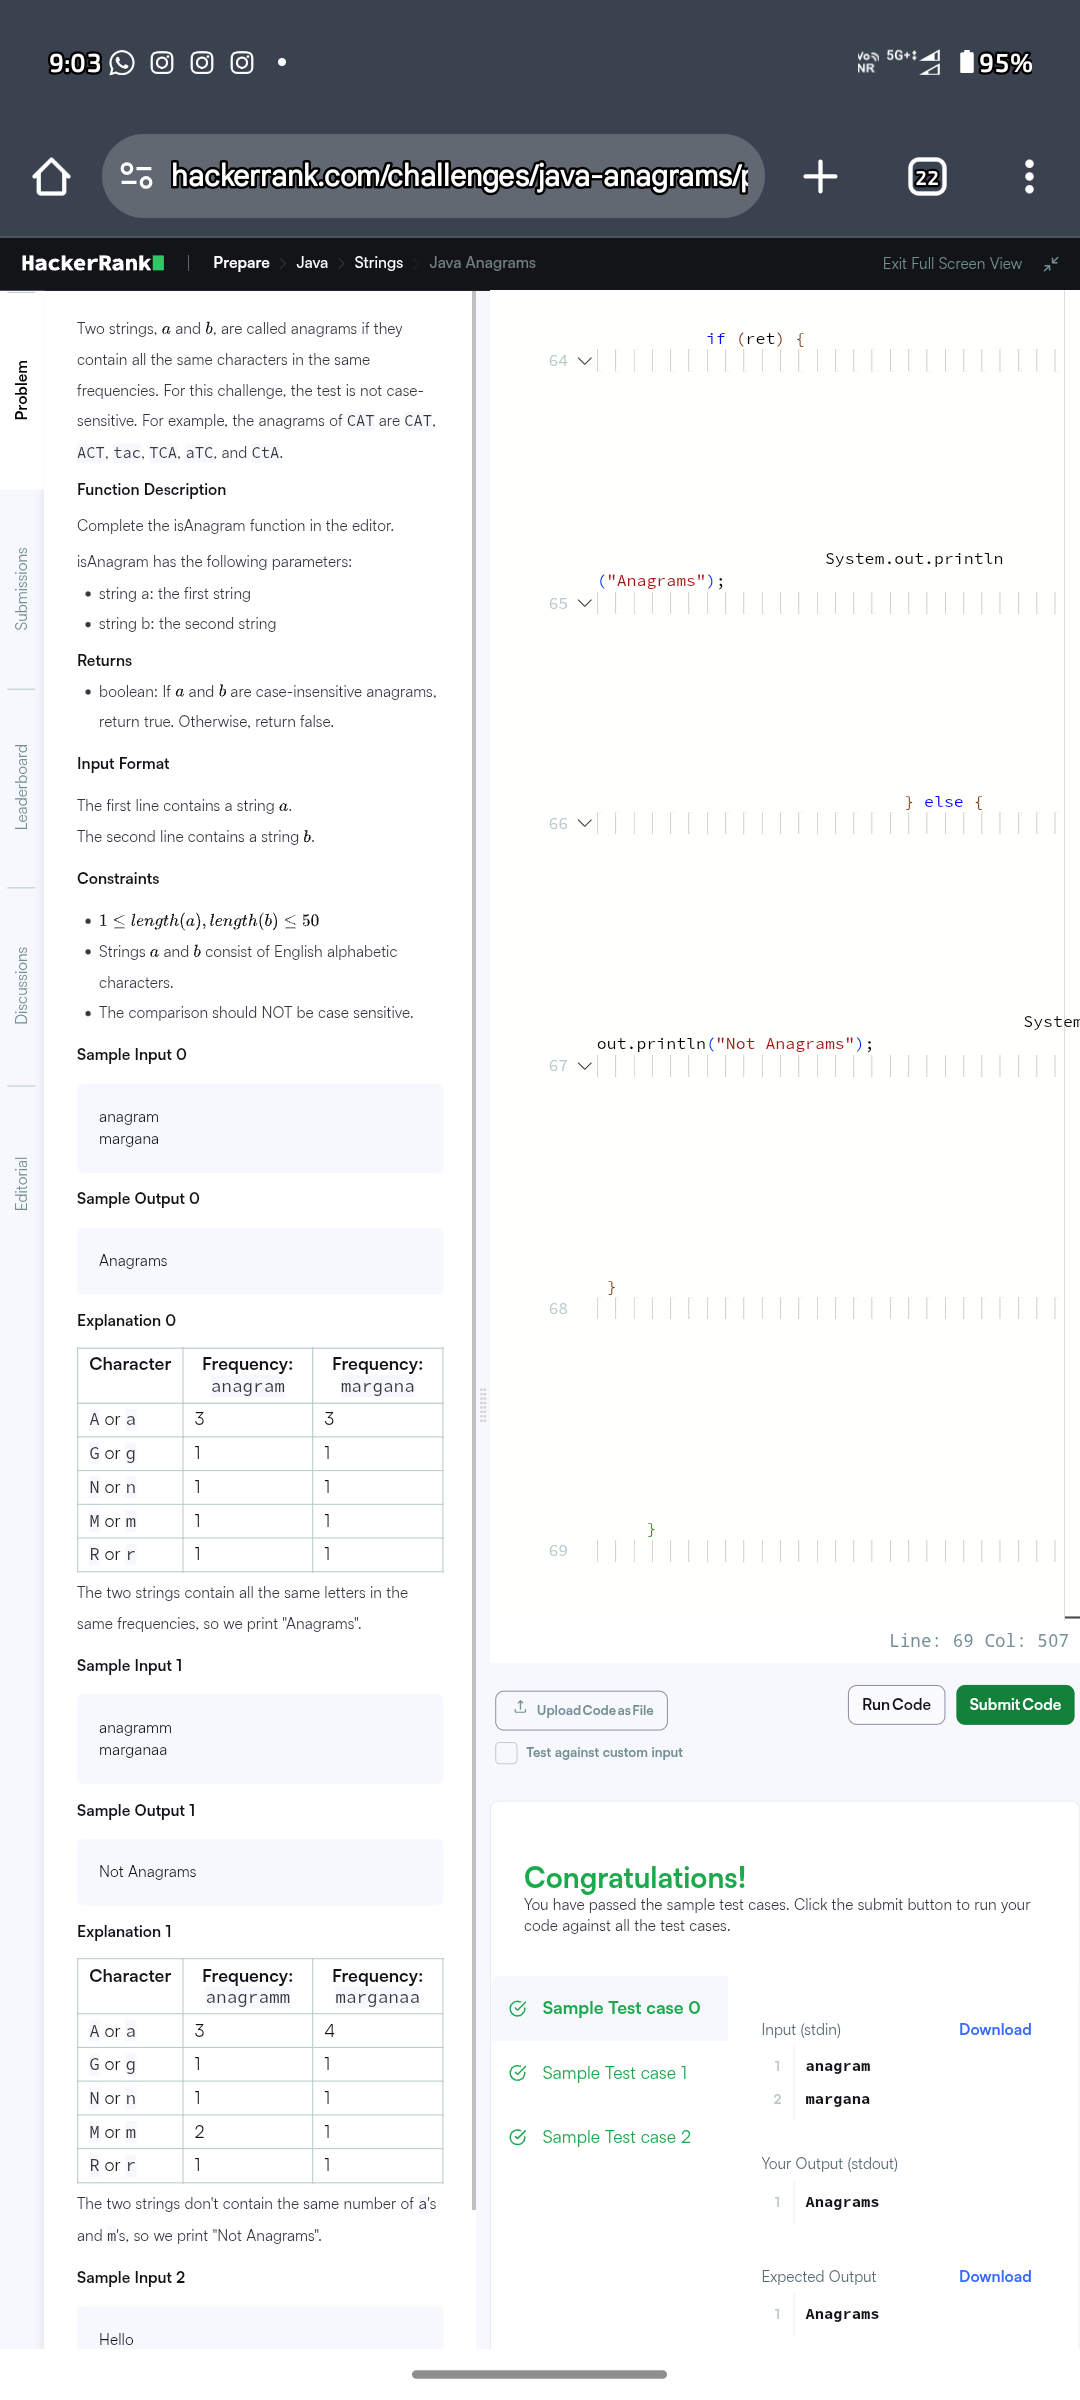 9:03
Vo NR 5G+ 95%
hackerrank.com/challenges/java-anagrams/p
22
HackerRank | Prepare > Java > Strings > Java Anagrams
Exit Full Screen View
Problem
Submissions
Leaderboard
Discussions
Editorial
Two strings, a and b, are called anagrams if they
contain all the same characters in the same
frequencies. For this challenge, the test is not case-
sensitive. For example, the anagrams of CAT are CAT,
ACT, tac, TCA, aTC, and CtA.
Function Description
Complete the isAnagram function in the editor.
isAnagram has the following parameters:
• string a: the first string
• string b: the second string
Returns
• boolean: If a and b are case-insensitive anagrams,
return true. Otherwise, return false.
Input Format
The first line contains a string a.
The second line contains a string b.
Constraints
• 1 ≤ length(a), length(b) ≤ 50
• Strings a and b consist of English alphabetic
characters.
• The comparison should NOT be case sensitive.
Sample Input 0
anagram
margana
Sample Output 0
Anagrams
Explanation 0
Character Frequency: anagram Frequency: margana
A or a 3 3
G or g 1 1
N or n 1 1
M or m 1 1
R or r 1 1
The two strings contain all the same letters in the
same frequencies, so we print "Anagrams".
Sample Input 1
anagramm
marganaa
Sample Output 1
Not Anagrams
Explanation 1
Character Frequency: anagramm Frequency: marganaa
A or a 3 4
G or g 1 1
N or n 1 1
M or m 2 1
R or r 1 1
The two strings don't contain the same number of a's
and m's, so we print "Not Anagrams".
Sample Input 2
Hello
if (ret) {
64
System.out.println
("Anagrams");
65
} else {
66
System
out.println("Not Anagrams");
67
}
68
}
69
Line: 69 Col: 507
Upload Code as File
Run Code
Submit Code
Test against custom input
Congratulations!
You have passed the sample test cases. Click the submit button to run your
code against all the test cases.
Sample Test case 0
Sample Test case 1
Sample Test case 2
Input (stdin) Download
1 anagram
2 margana
Your Output (stdout)
1 Anagrams
Expected Output Download
1 Anagrams